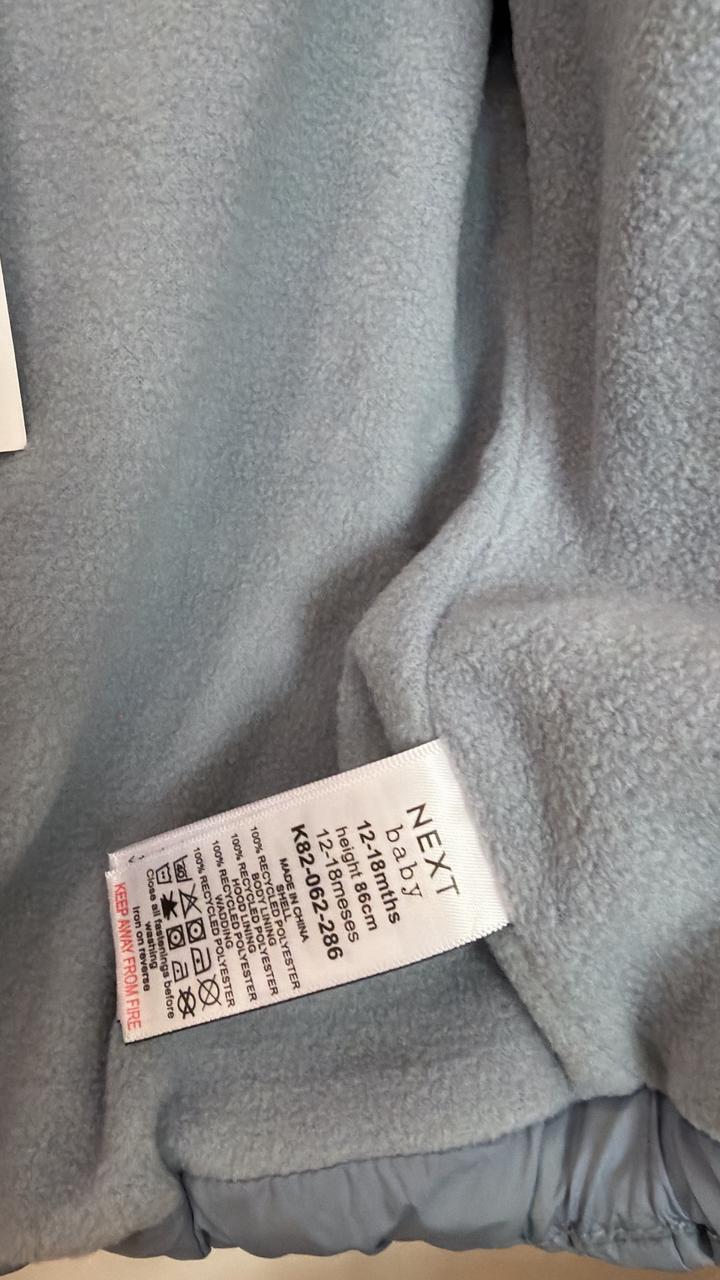 NEXT
baby
12-18mths
height 86cm
12-18meses
K82-062-286
MADE IN CHINA
SHELL
100% RECYCLED POLYESTER
BODY LINING
100% RECYCLED POLYESTER
HOOD LINING
100% RECYCLED POLYESTER
WADDING
100% RECYCLED POLYESTER
Close all fastenings before
washing
Iron on reverse
KEEP AWAY FROM FIRE